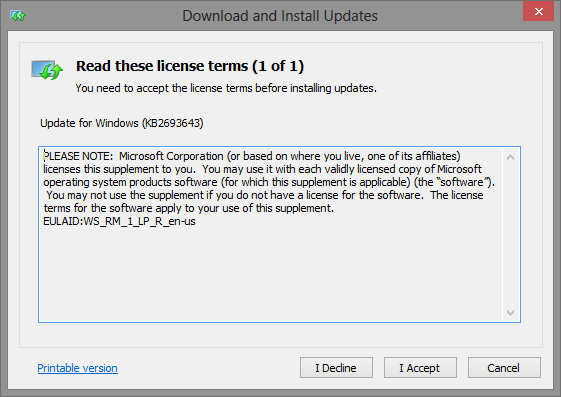 Download and Install Updates
Read these license terms (1 of 1)
You need to accept the license terms before installing updates.
Update for Windows (KB2693643)
PLEASE NOTE:  Microsoft Corporation (or based on where you live, one of its affiliates)
licenses this supplement to you.  You may use it with each validly licensed copy of Microsoft
operating system products software (for which this supplement is applicable) (the “software”).
 You may not use the supplement if you do not have a license for the software.  The license
terms for the software apply to your use of this supplement.
EULAID:WS_RM_1_LP_R_en-us
Printable version
I Decline
I Accept
Cancel